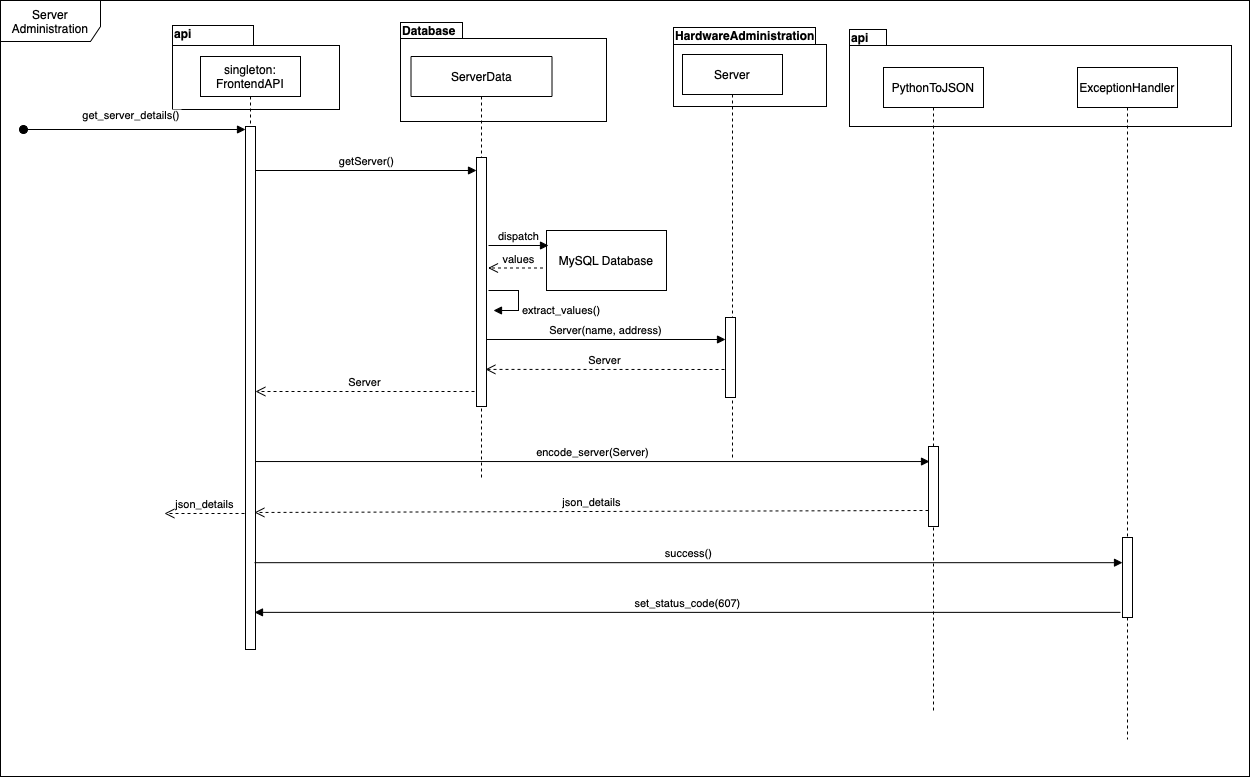 Server
Administration
api
singleton:
FrontendAPI
Database
ServerData
HardwareAdministration
Server
api
PythonToJSON
ExceptionHandler
get_server_details()
getServer()
dispatch
values
MySQL Database
extract_values()
Server(name, address)
Server
Server
encode_server(Server)
json_details
json_details
success()
set_status_code(607)